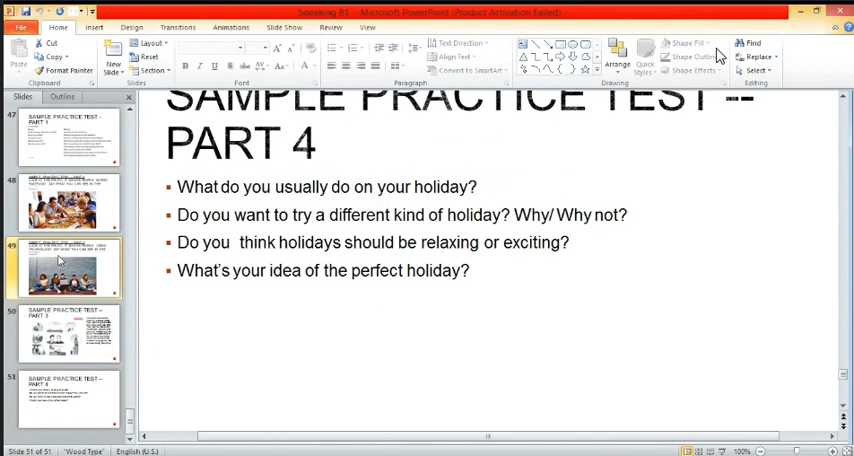 Speaking B1 - Microsoft PowerPoint (Product Activation Failed)
File Home Insert Design Transitions Animations Slide Show Review View
Cut
Copy
Format Painter
Paste
Clipboard
New
Slide
Layout
Reset
Section
Slides
Font
Paragraph
Text Direction
Align Text
Convert to SmartArt
Arrange
Quick
Styles
Shape Fill
Shape Outline
Shape Effects
Drawing
Find
Replace
Select
Editing
Slides Outline
47
SAMPLE PRACTICE TEST –
PART 1
48
49
50
SAMPLE PRACTICE TEST –
PART 3
51
SAMPLE PRACTICE TEST –
PART 4
SAMPLE PRACTICE TEST –
PART 4
What do you usually do on your holiday?
Do you want to try a different kind of holiday? Why/ Why not?
Do you think holidays should be relaxing or exciting?
What's your idea of the perfect holiday?
Slide 51 of 51 "Wood Type" English (U.S.) 100%